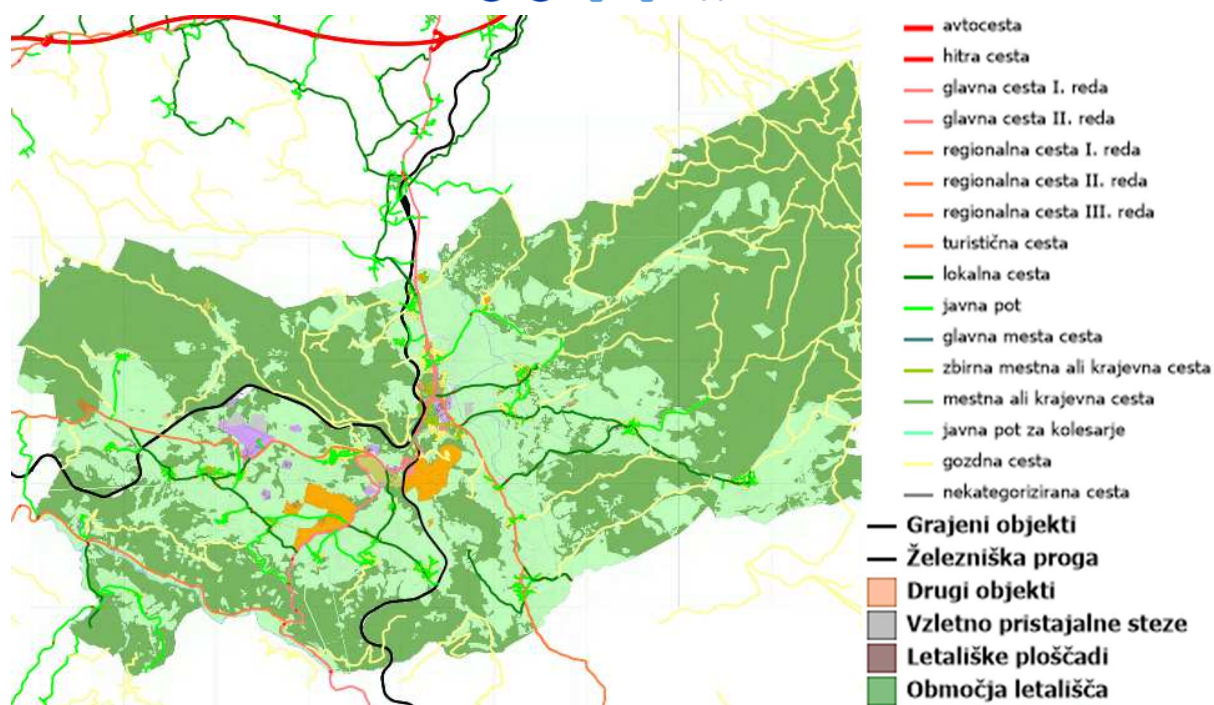 avtocesta
hitra cesta
glavna cesta I. reda
glavna cesta II. reda
regionalna cesta I. reda
regionalna cesta II. reda
regionalna cesta III. reda
turistična cesta
lokalna cesta
javna pot
glavna mesta cesta
zbirna mestna ali krajevna cesta
mestna ali krajevna cesta
javna pot za kolesarje
gozdna cesta
nekategorizirana cesta
Grajeni objekti
Železniška proga
Drugi objekti
Vzletno pristajalne steze
Letališke ploščadi
Območja letališča